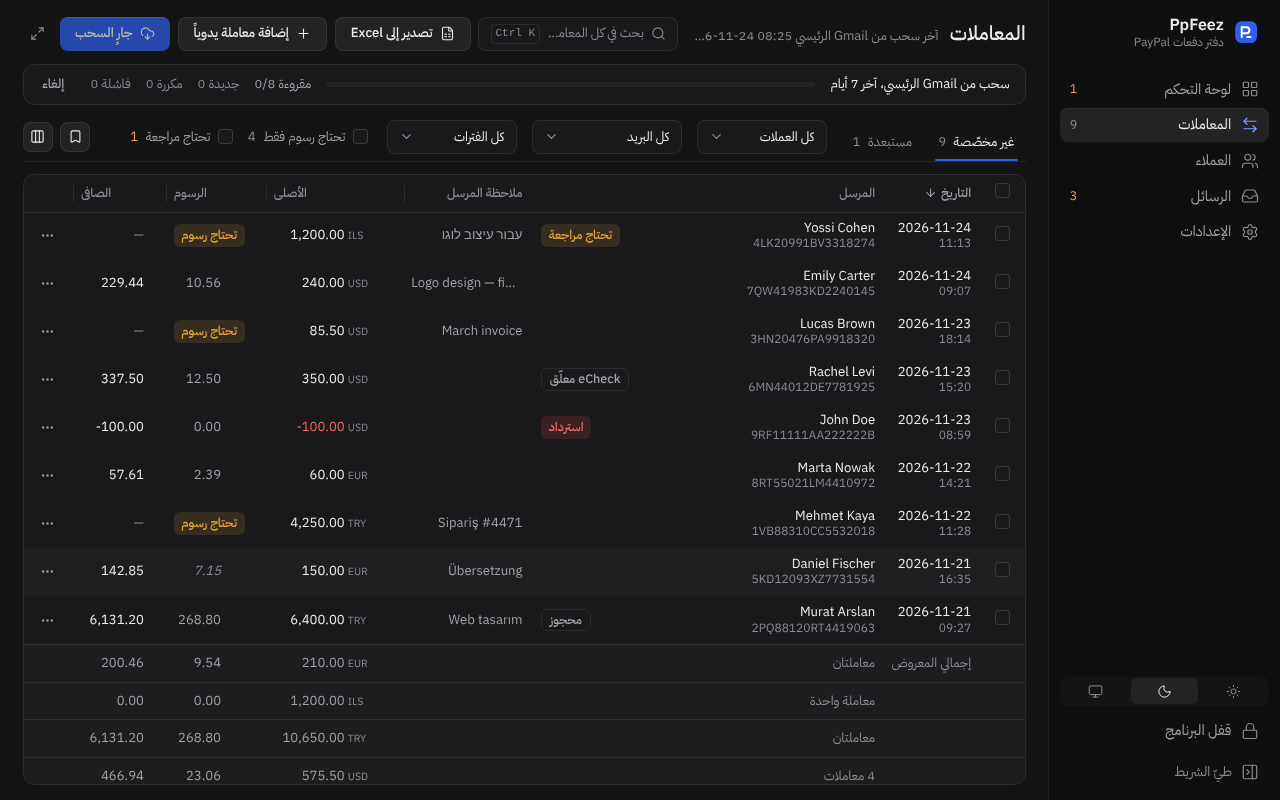 PpFeez
دفتر دفعات PayPal
لوحة التحكم 1
المعاملات 9
العملاء
الرسائل 3
الإعدادات
قفل البرنامج
طيّ الشريط
المعاملات آخر سحب من Gmail الرئيسي 08:25 24-11-6...
بحث في كل المعامـ... Ctrl K
تصدير إلى Excel
إضافة معاملة يدوياً
جارٍ السحب
سحب من Gmail الرئيسي، آخر 7 أيام
مقروءة 0/8 جديدة 0 مكررة 0 فاشلة 0 إلغاء
غير مخصّصة 9 مستبعدة 1 كل العملات كل البريد كل الفترات تحتاج رسوم فقط 4 تحتاج مراجعة 1
التاريخ المرسل ملاحظة المرسل الأصلي الرسوم الصافي
2026-11-24 Yossi Cohen تحتاج مراجعة עבור עיצוב לוגו 1,200.00 ILS تحتاج رسوم —
11:13 4LK20991BV3318274
2026-11-24 Emily Carter Logo design — fi... 240.00 USD 10.56 229.44
09:07 7QW41983KD2240145
2026-11-23 Lucas Brown March invoice 85.50 USD تحتاج رسوم —
18:14 3HN20476PA9918320
2026-11-23 Rachel Levi eCheck معلّق 350.00 USD 12.50 337.50
15:20 6MN44012DE7781925
2026-11-23 John Doe استرداد -100.00 USD 0.00 -100.00
08:59 9RF11111AA222222B
2026-11-22 Marta Nowak 60.00 EUR 2.39 57.61
14:21 8RT55021LM4410972
2026-11-22 Mehmet Kaya Sipariş #4471 4,250.00 TRY تحتاج رسوم —
11:28 1VB88310CC5532018
2026-11-21 Daniel Fischer Übersetzung 150.00 EUR 7.15 142.85
16:35 5KD12093XZ7731554
2026-11-21 Murat Arslan محجوز Web tasarım 6,400.00 TRY 268.80 6,131.20
09:27 2PQ88120RT4419063
إجمالي المعروض معاملتان 210.00 EUR 9.54 200.46
معاملة واحدة 1,200.00 ILS 0.00 0.00
معاملتان 10,650.00 TRY 268.80 6,131.20
4 معاملات 575.50 USD 23.06 466.94